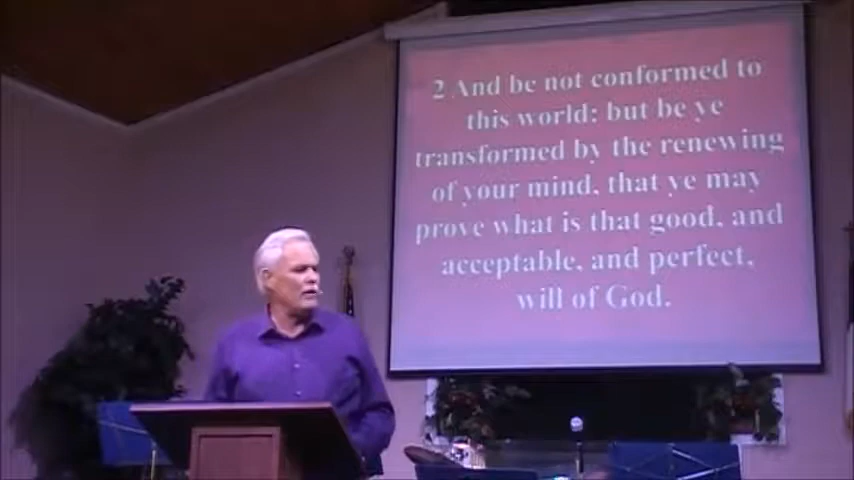 2 And be not conformed to
this world: but be ye
transformed by the renewing
of your mind, that ye may
prove what is that good, and
acceptable, and perfect,
will of God.